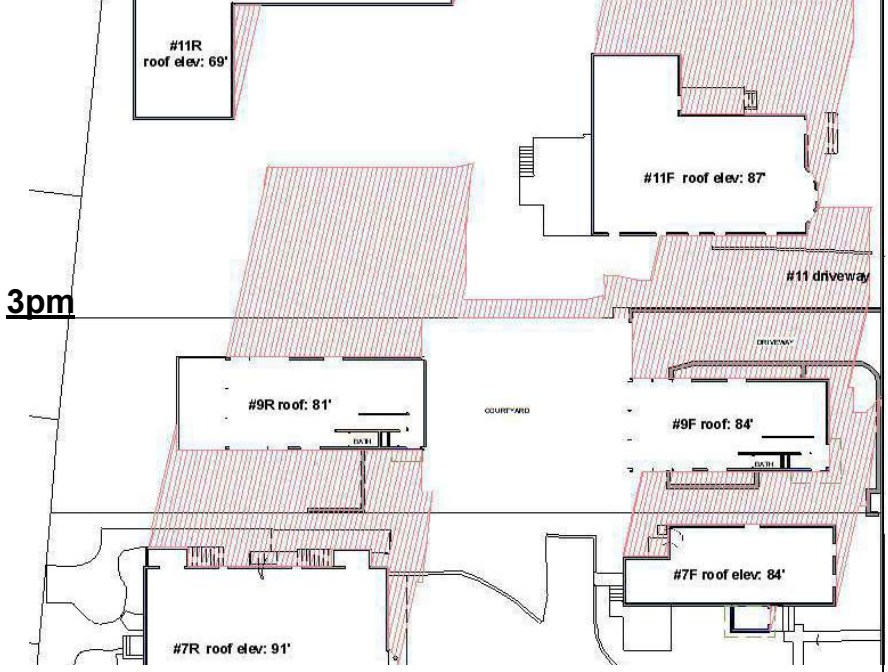 #11R
roof elev: 69'
#11F roof elev: 87'
#11 driveway
3pm
DRIVEWAY
#9R roof: 81'
COURTYARD
#9F roof: 84'
BATH
BATH
#7F roof elev: 84'
#7R roof elev: 91'